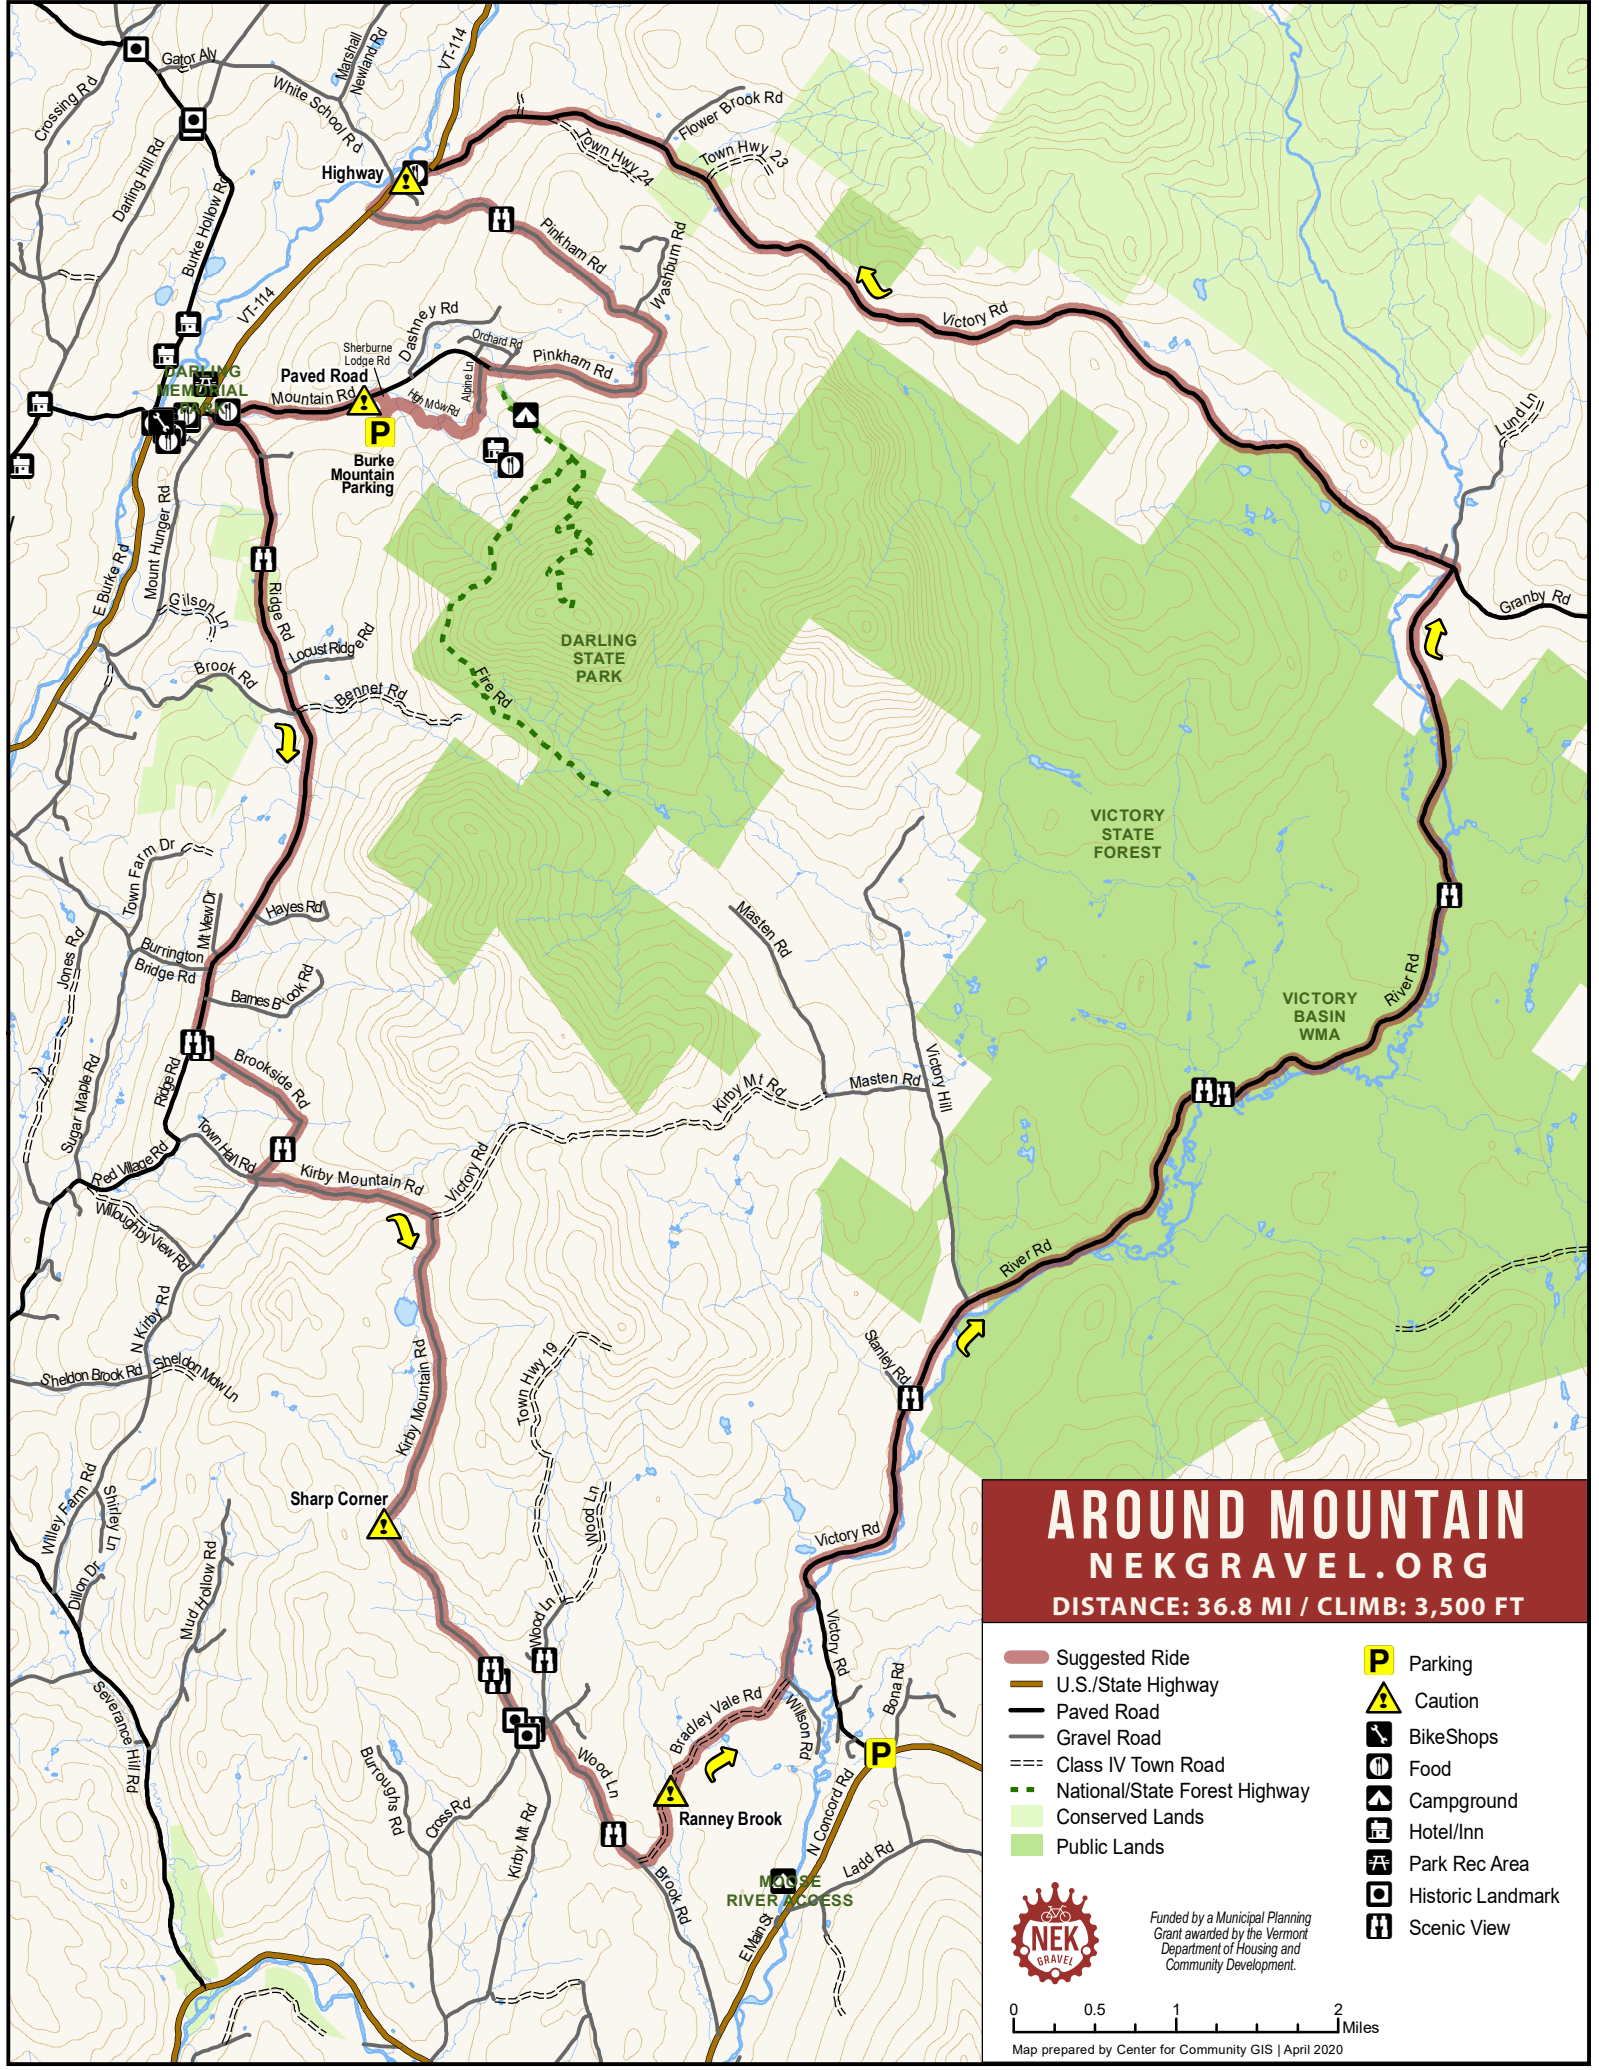 Gator Aly
Marshall
Newland Rd
VT-114
Crossing Rd
White School Rd
Flower Brook Rd
Darling Hill Rd
Town Hwy 24
Town Hwy 23
Highway
Burke Hollow Rd
Pinkham Rd
Washburn Rd
VT-114
Dashney Rd
Victory Rd
Orchard Rd
Sherburne
Lodge Rd
Pinkham Rd
DARLING
MEMORIAL
PARK
Paved Road
Mountain Rd
High Mdw Rd
Alpine Ln
Lund Ln
P
Burke
Mountain
Parking
Mount Hunger Rd
E Burke Rd
Gilson Ln
Ridge Rd
Granby Rd
Locust Ridge Rd
DARLING
STATE
PARK
Brook Rd
Bennet Rd
Fire Rd
VICTORY
STATE
FOREST
Town Farm Dr
Mt View Dr
Hayes Rd
Masten Rd
Jones Rd
Burrington
Bridge Rd
Barnes Brook Rd
River Rd
VICTORY
BASIN
WMA
Ridge Rd
Brookside Rd
Sugar Maple Rd
Kirby Mt Rd
Masten Rd
Victory Hill
Town Hall Rd
Red Village Rd
Kirby Mountain Rd
Victory Rd
Willoughby View Rd
River Rd
N Kirby Rd
Kirby Mountain Rd
Town Hwy 19
Stanley Rd
Sheldon Brook Rd
Sheldon Mdw Ln
Willey Farm Rd
Shirley Ln
Sharp Corner
Wood Ln
Victory Rd
Dillon Dr
Mud Hollow Rd
Wood Ln
Victory Rd
Severance Hill Rd
Bradley Vale Rd
Willson Rd
Bona Rd
P
Burroughs Rd
Cross Rd
Wood Ln
Kirby Mt Rd
Ranney Brook
N Concord Rd
Ladd Rd
Brook Rd
MOOSE
RIVER ACCESS
E Main St
AROUND MOUNTAIN
NEKGRAVEL.ORG
DISTANCE: 36.8 MI / CLIMB: 3,500 FT
Suggested Ride
U.S./State Highway
Paved Road
Gravel Road
Class IV Town Road
National/State Forest Highway
Conserved Lands
Public Lands
P Parking
Caution
BikeShops
Food
Campground
Hotel/Inn
Park Rec Area
Historic Landmark
Scenic View
NEK
GRAVEL
Funded by a Municipal Planning
Grant awarded by the Vermont
Department of Housing and
Community Development.
0 0.5 1 2
Miles
Map prepared by Center for Community GIS | April 2020